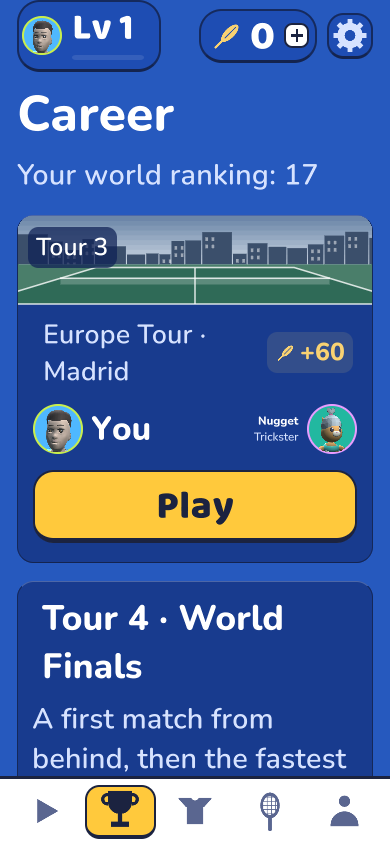 Lv 1
0
Career
Your world ranking: 17
Tour 3
Europe Tour ·
Madrid
+60
You
Nugget
Trickster
Play
Tour 4 · World
Finals
A first match from
behind, then the fastest